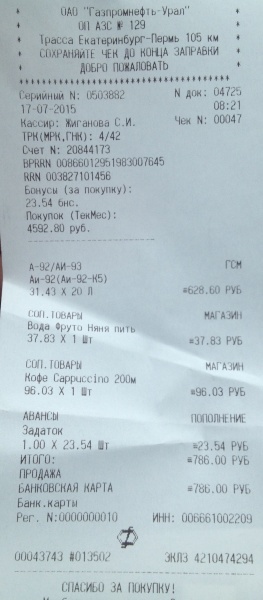 * ОАО "Газпромнефть-Урал" *
* ОП АЗС № 129 *
* Трасса Екатеринбург-Пермь 105 км *
* СОХРАНЯЙТЕ ЧЕК ДО КОНЦА ЗАПРАВКИ *
* ДОБРО ПОЖАЛОВАТЬ *
Серийный N: 0503882 N док: 04725
17-07-2015 08:21
Кассир: Жиганова С.И. Чек N: 00047
ТРК(МРК,ГНК): 4/42
Счет N: 20844173
BPRRN 00866012951983007645
RRN 003827101456
Бонусы (за покупку):
23.54 бнс.
Покупок (ТекМес):
4592.80 руб.
А-92/АИ-93 ГСМ
Аи-92(Аи-92-К5)
31.43 X 20 Л =628.60 РУБ
СОП.ТОВАРЫ МАГАЗИН
Вода Фруто Няня пить
37.83 X 1 Шт =37.83 РУБ
СОП.ТОВАРЫ МАГАЗИН
Кофе Cappuccino 200м
96.03 X 1 Шт =96.03 РУБ
АВАНСЫ ПОПОЛНЕНИЕ
Задаток
1.00 X 23.54 Шт =23.54 РУБ
ИТОГО: =786.00 РУБ
ПРОДАЖА
БАНКОВСКАЯ КАРТА =786.00 РУБ
Банк.карты
Рег. N:0000000010 ИНН: 006661002209
00043743 #013502 ЭКЛЗ 4210474294
СПАСИБО ЗА ПОКУПКУ!